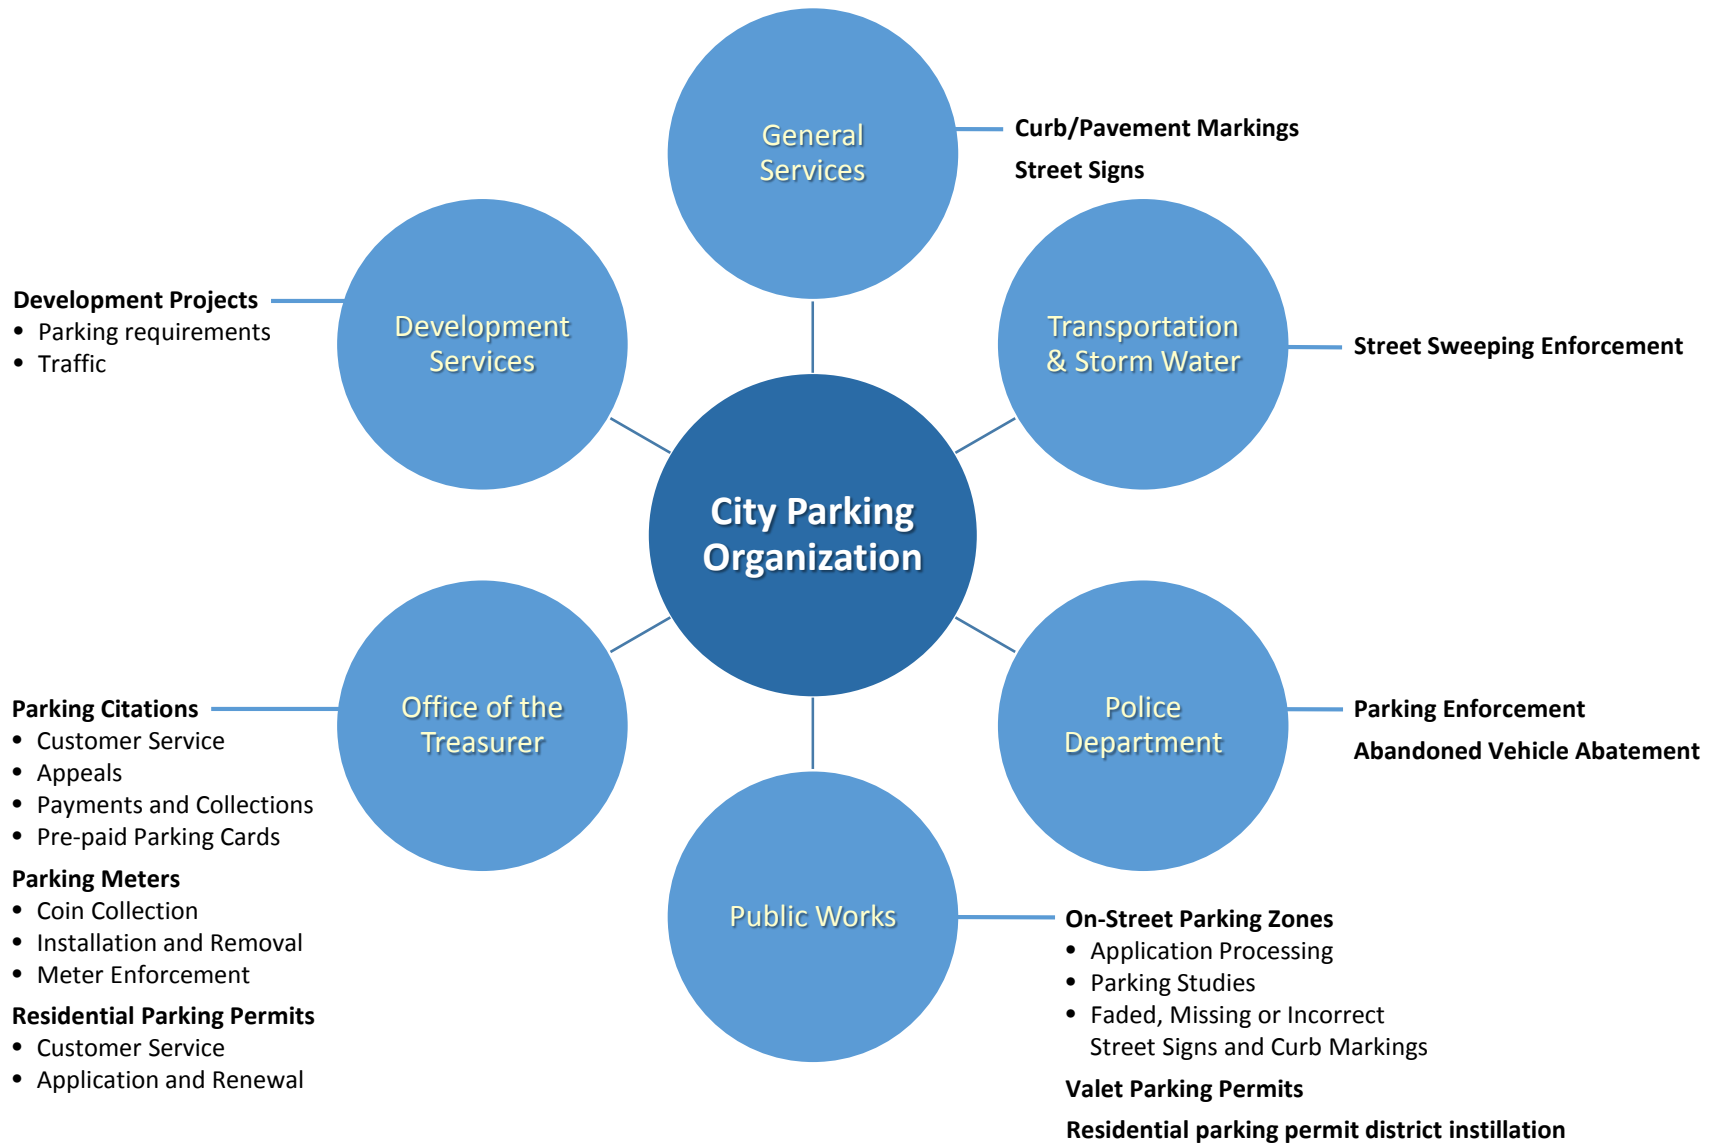 General
Services
Curb/Pavement Markings
Street Signs
Development Projects
• Parking requirements
• Traffic
Development
Services
Transportation
& Storm Water
Street Sweeping Enforcement
City Parking
Organization
Parking Citations
• Customer Service
• Appeals
• Payments and Collections
• Pre-paid Parking Cards
Parking Meters
• Coin Collection
• Installation and Removal
• Meter Enforcement
Residential Parking Permits
• Customer Service
• Application and Renewal
Office of the
Treasurer
Police
Department
Parking Enforcement
Abandoned Vehicle Abatement
Public Works
On-Street Parking Zones
• Application Processing
• Parking Studies
• Faded, Missing or Incorrect
Street Signs and Curb Markings
Valet Parking Permits
Residential parking permit district instillation